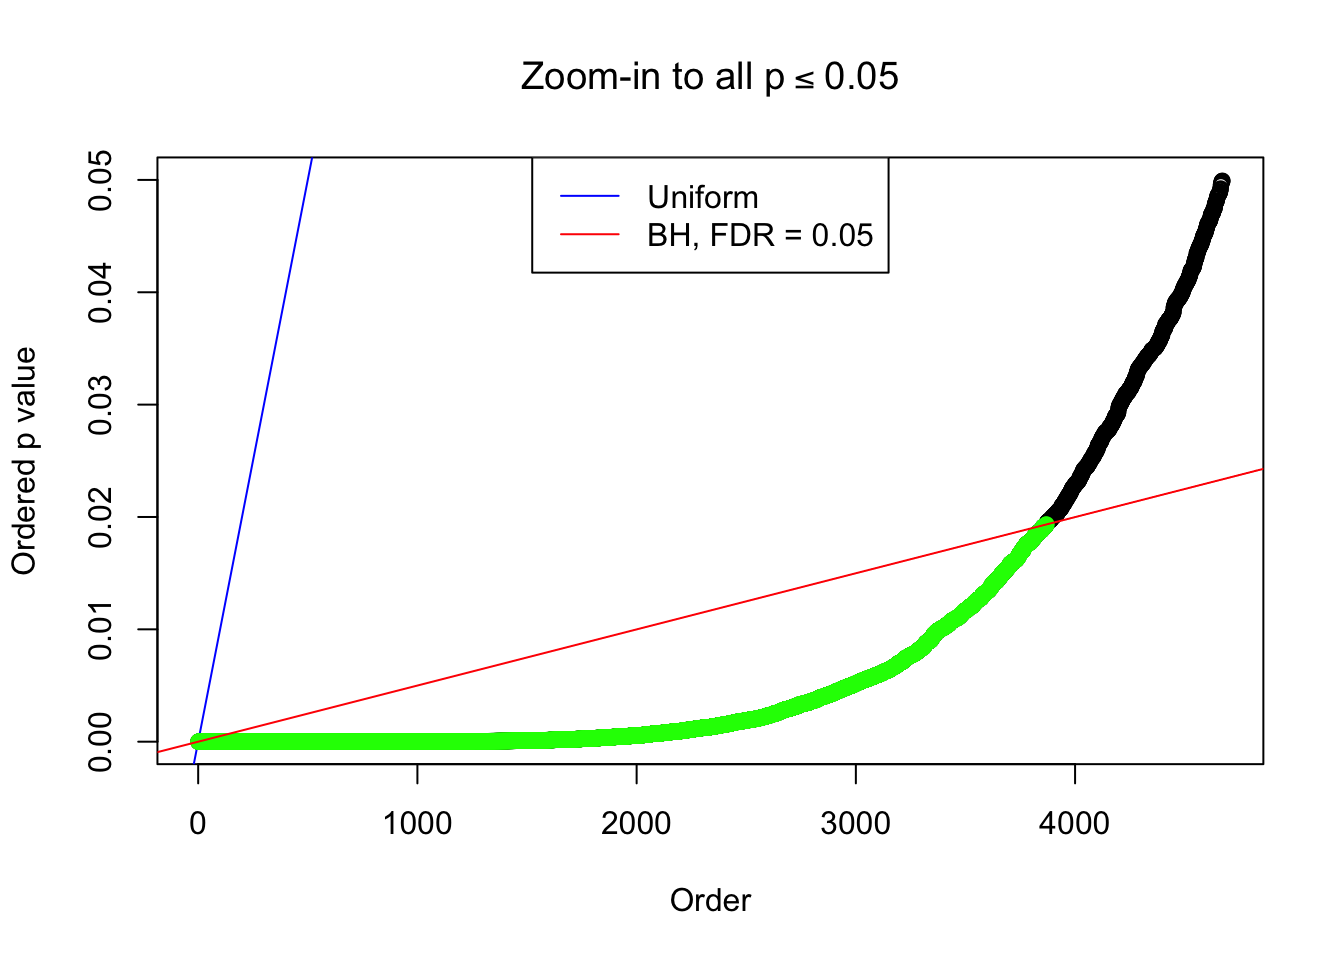 Zoom-in to all p ≤ 0.05
Uniform
BH, FDR = 0.05
Ordered p value
0.05
0.04
0.03
0.02
0.01
0.00
0 1000 2000 3000 4000
Order